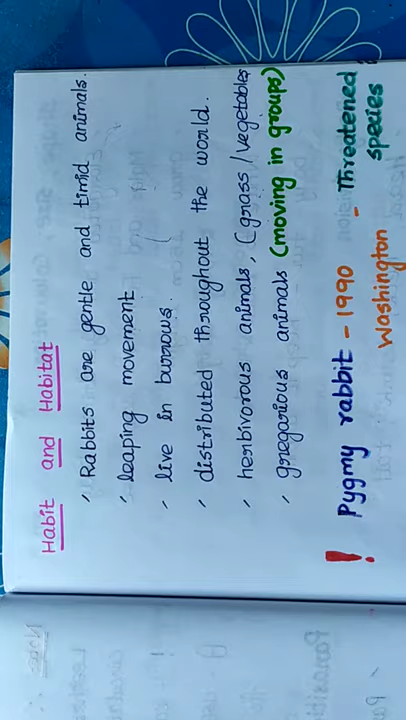 Habit and Habitat
, Rabbits are gentle and timid animals.
, leaping movement
, live in burrows.
, distributed throughout the world.
, herbivorous animals, (grass/vegetables
, gregarious animals (moving in groups)
! Pygmy rabbit - 1990 - Threatened
Washington species